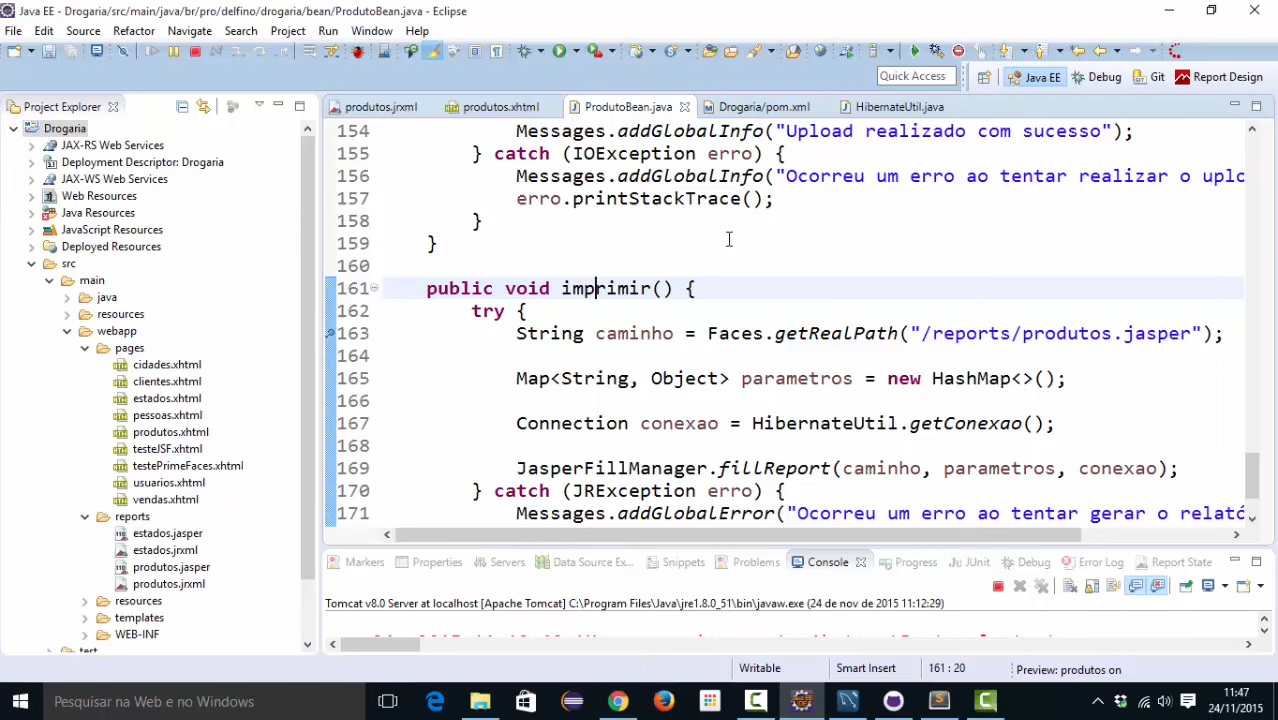 Java EE - Drogaria/src/main/java/br/pro/delfino/drogaria/bean/ProdutoBean.java - Eclipse
File Edit Source Refactor Navigate Search Project Run Window Help
Quick Access Java EE Debug Git Report Design
Project Explorer
produtos.jrxml produtos.xhtml ProdutoBean.java Drogaria/pom.xml HibernateUtil.java
Drogaria
JAX-RS Web Services
Deployment Descriptor: Drogaria
JAX-WS Web Services
Web Resources
Java Resources
JavaScript Resources
Deployed Resources
src
main
java
resources
webapp
pages
cidades.xhtml
clientes.xhtml
estados.xhtml
pessoas.xhtml
produtos.xhtml
testeJSF.xhtml
testePrimeFaces.xhtml
usuarios.xhtml
vendas.xhtml
reports
estados.jasper
estados.jrxml
produtos.jasper
produtos.jrxml
resources
templates
WEB-INF
test
154 Messages.addGlobalInfo("Upload realizado com sucesso");
155 } catch (IOException erro) {
156 Messages.addGlobalInfo("Ocorreu um erro ao tentar realizar o uplo
157 erro.printStackTrace();
158 }
159 }
160
161 public void imprimir() {
162 try {
163 String caminho = Faces.getRealPath("/reports/produtos.jasper");
164
165 Map<String, Object> parametros = new HashMap<>();
166
167 Connection conexao = HibernateUtil.getConexao();
168
169 JasperFillManager.fillReport(caminho, parametros, conexao);
170 } catch (JRException erro) {
171 Messages.addGlobalError("Ocorreu um erro ao tentar gerar o relató
Markers Properties Servers Data Source Ex... Snippets Problems Console Progress JUnit Debug Error Log Report State
Tomcat v8.0 Server at localhost [Apache Tomcat] C:\Program Files\Java\jre1.8.0_51\bin\javaw.exe (24 de nov de 2015 11:12:29)
Writable Smart Insert 161 : 20 Preview: produtos on
Pesquisar na Web e no Windows
11:47
24/11/2015